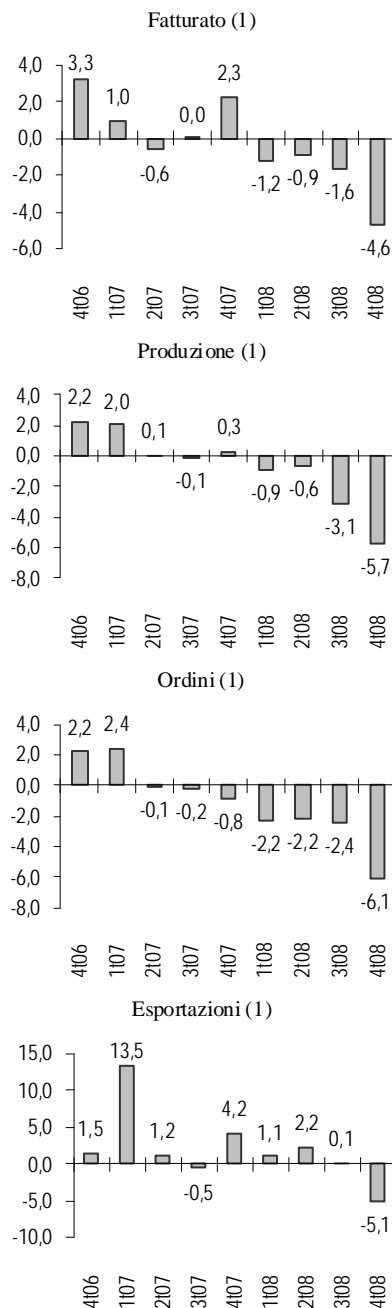 Fatturato (1)
4,0
2,0
0,0
-2,0
-4,0
-6,0
3,3 1,0 -0,6 0,0 2,3 -1,2 -0,9 -1,6 -4,6
4t06 1t07 2t07 3t07 4t07 1t08 2t08 3t08 4t08
Produzione (1)
4,0
2,0
0,0
-2,0
-4,0
-6,0
-8,0
2,2 2,0 0,1 -0,1 0,3 -0,9 -0,6 -3,1 -5,7
4t06 1t07 2t07 3t07 4t07 1t08 2t08 3t08 4t08
Ordini (1)
4,0
2,0
0,0
-2,0
-4,0
-6,0
-8,0
2,2 2,4 -0,1 -0,2 -0,8 -2,2 -2,2 -2,4 -6,1
4t06 1t07 2t07 3t07 4t07 1t08 2t08 3t08 4t08
Esportazioni (1)
15,0
10,0
5,0
0,0
-5,0
-10,0
1,5 13,5 1,2 -0,5 4,2 1,1 2,2 0,1 -5,1
4t06 1t07 2t07 3t07 4t07 1t08 2t08 3t08 4t08